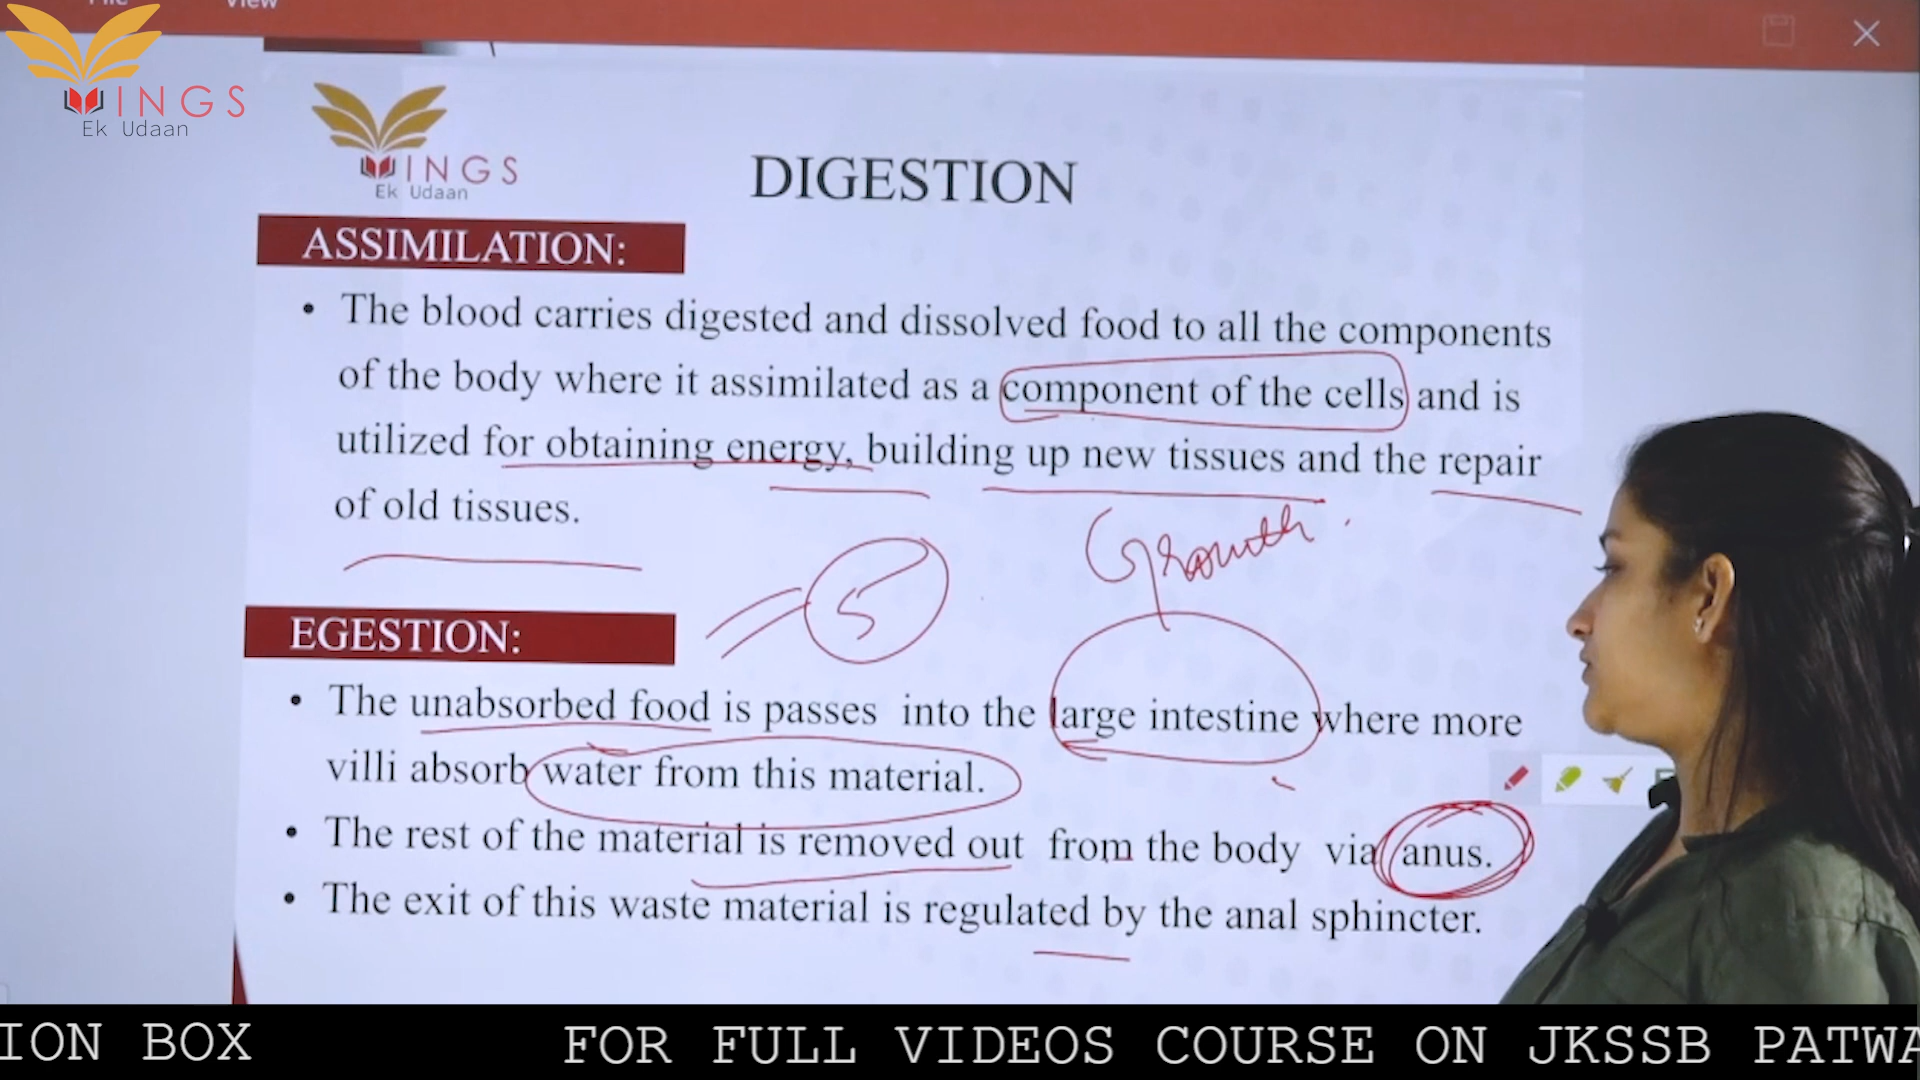 File View
WINGS
Ek Udaan
WINGS
Ek Udaan
DIGESTION
ASSIMILATION:
• The blood carries digested and dissolved food to all the components
of the body where it assimilated as a component of the cells and is
utilized for obtaining energy, building up new tissues and the repair
of old tissues.
Growth
5
EGESTION:
• The unabsorbed food is passes into the large intestine where more
villi absorb water from this material.
• The rest of the material is removed out from the body via anus.
• The exit of this waste material is regulated by the anal sphincter.
ION BOX FOR FULL VIDEOS COURSE ON JKSSB PATWA